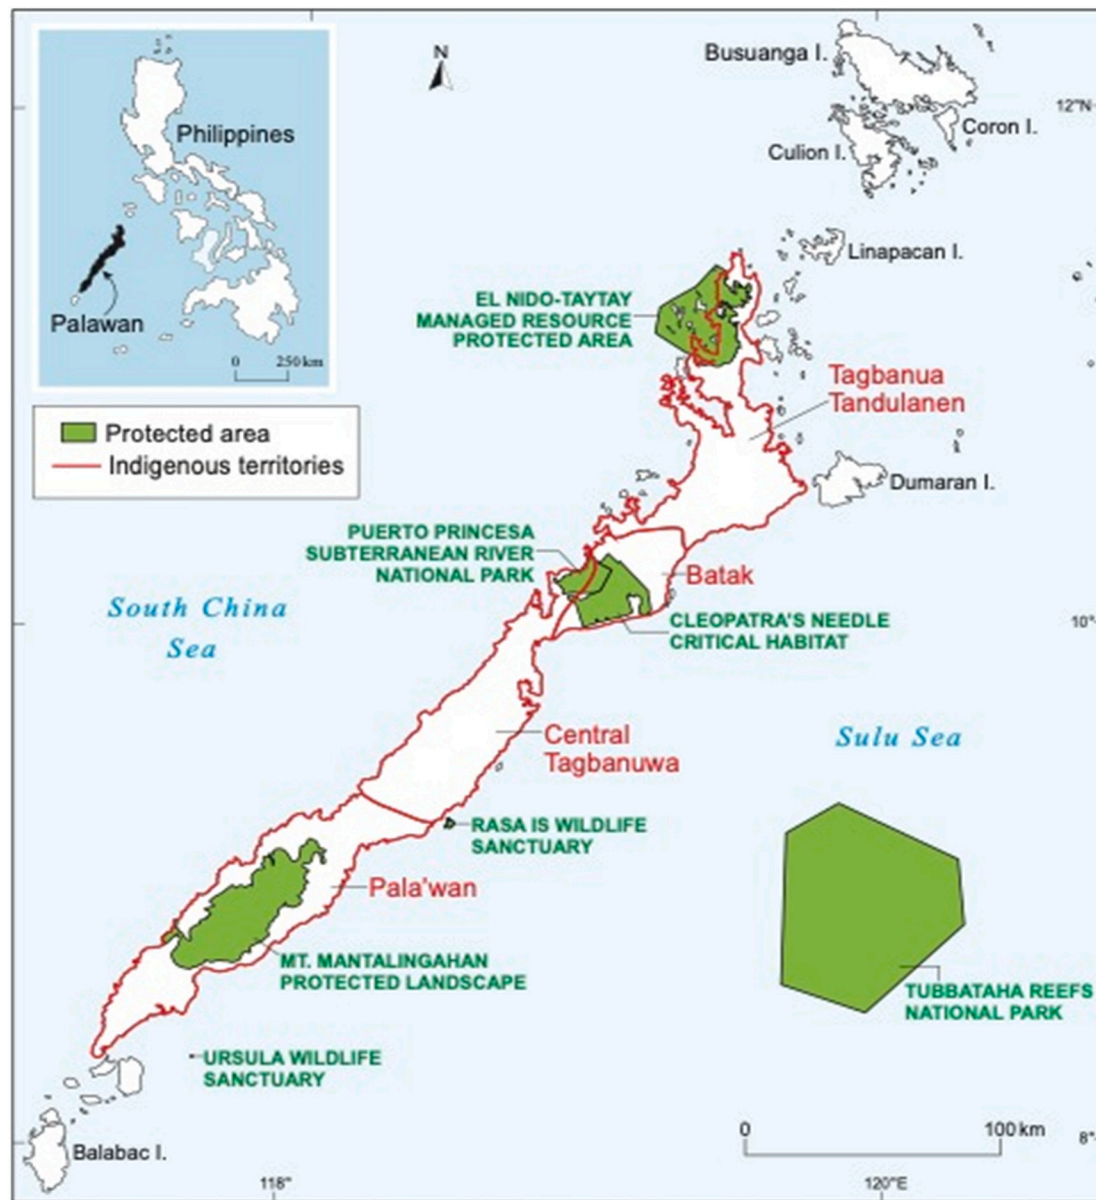 N
Philippines
Palawan
0 250 km
Protected area
Indigenous territories
Busuanga I.
12°N
Coron I.
Culion I.
Linapacan I.
EL NIDO-TAYTAY
MANAGED RESOURCE
PROTECTED AREA
Tagbanua
Tandulanen
Dumaran I.
PUERTO PRINCESA
SUBTERRANEAN RIVER
NATIONAL PARK
Batak
South China
Sea
CLEOPATRA'S NEEDLE
CRITICAL HABITAT
10°
Central
Tagbanuwa
Sulu Sea
RASA IS WILDLIFE
SANCTUARY
Pala'wan
MT. MANTALINGAHAN
PROTECTED LANDSCAPE
TUBBATAHA REEFS
NATIONAL PARK
URSULA WILDLIFE
SANCTUARY
0 100 km
8°
Balabac I.
118°
120°E